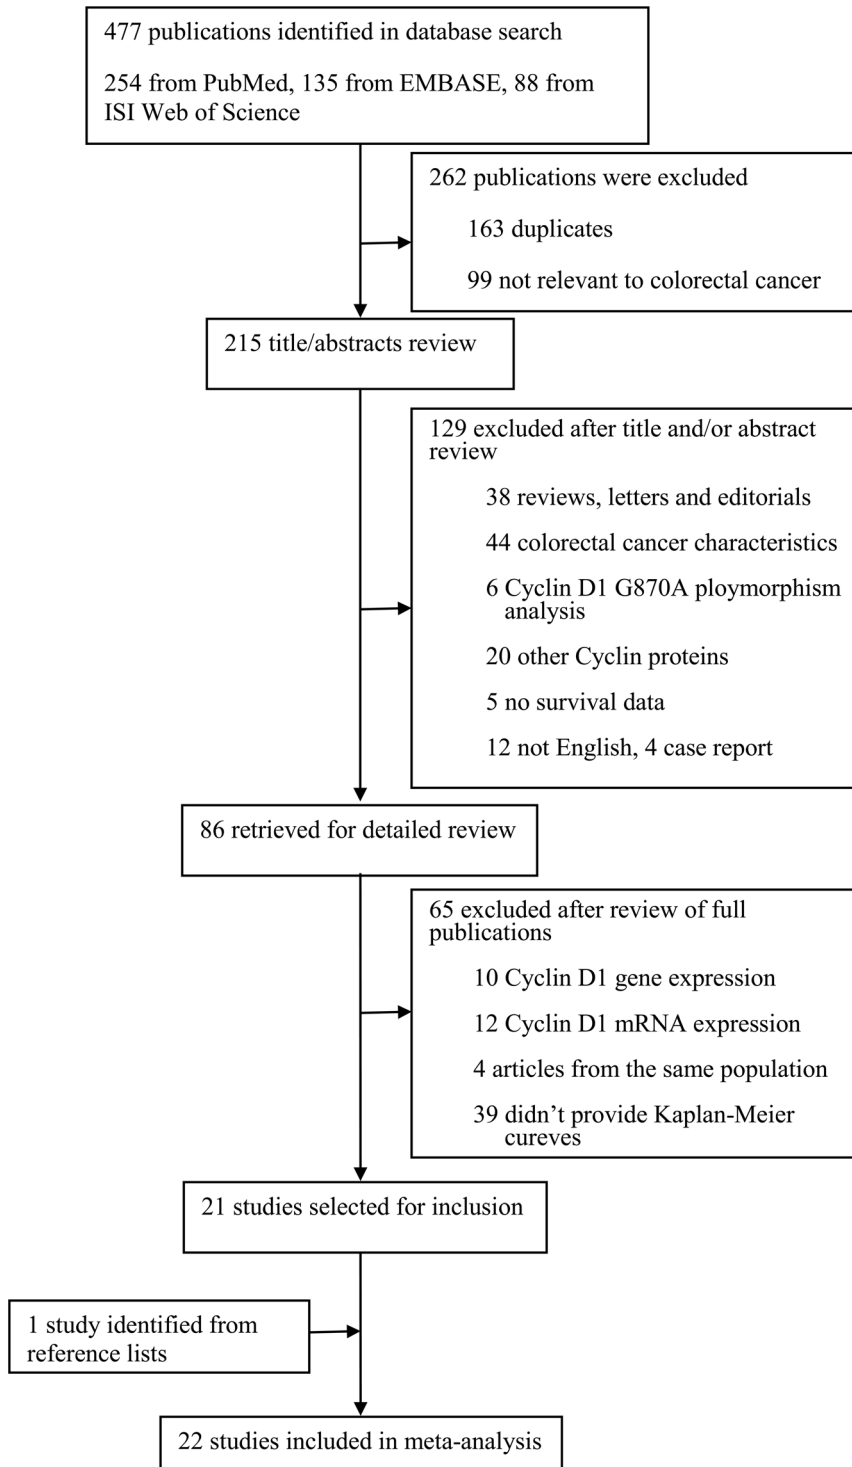 477 publications identified in database search
254 from PubMed, 135 from EMBASE, 88 from
ISI Web of Science
262 publications were excluded
163 duplicates
99 not relevant to colorectal cancer
215 title/abstracts review
129 excluded after title and/or abstract
review
38 reviews, letters and editorials
44 colorectal cancer characteristics
6 Cyclin D1 G870A ploymorphism
analysis
20 other Cyclin proteins
5 no survival data
12 not English, 4 case report
86 retrieved for detailed review
65 excluded after review of full
publications
10 Cyclin D1 gene expression
12 Cyclin D1 mRNA expression
4 articles from the same population
39 didn’t provide Kaplan-Meier
cureves
21 studies selected for inclusion
1 study identified from
reference lists
22 studies included in meta-analysis